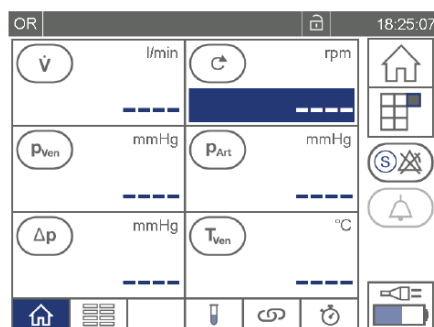 OR 18:25:07
V̇ l/min rpm
----  ----
pVen mmHg pArt mmHg
----  ----
Δp mmHg TVen °C
----  ----
S